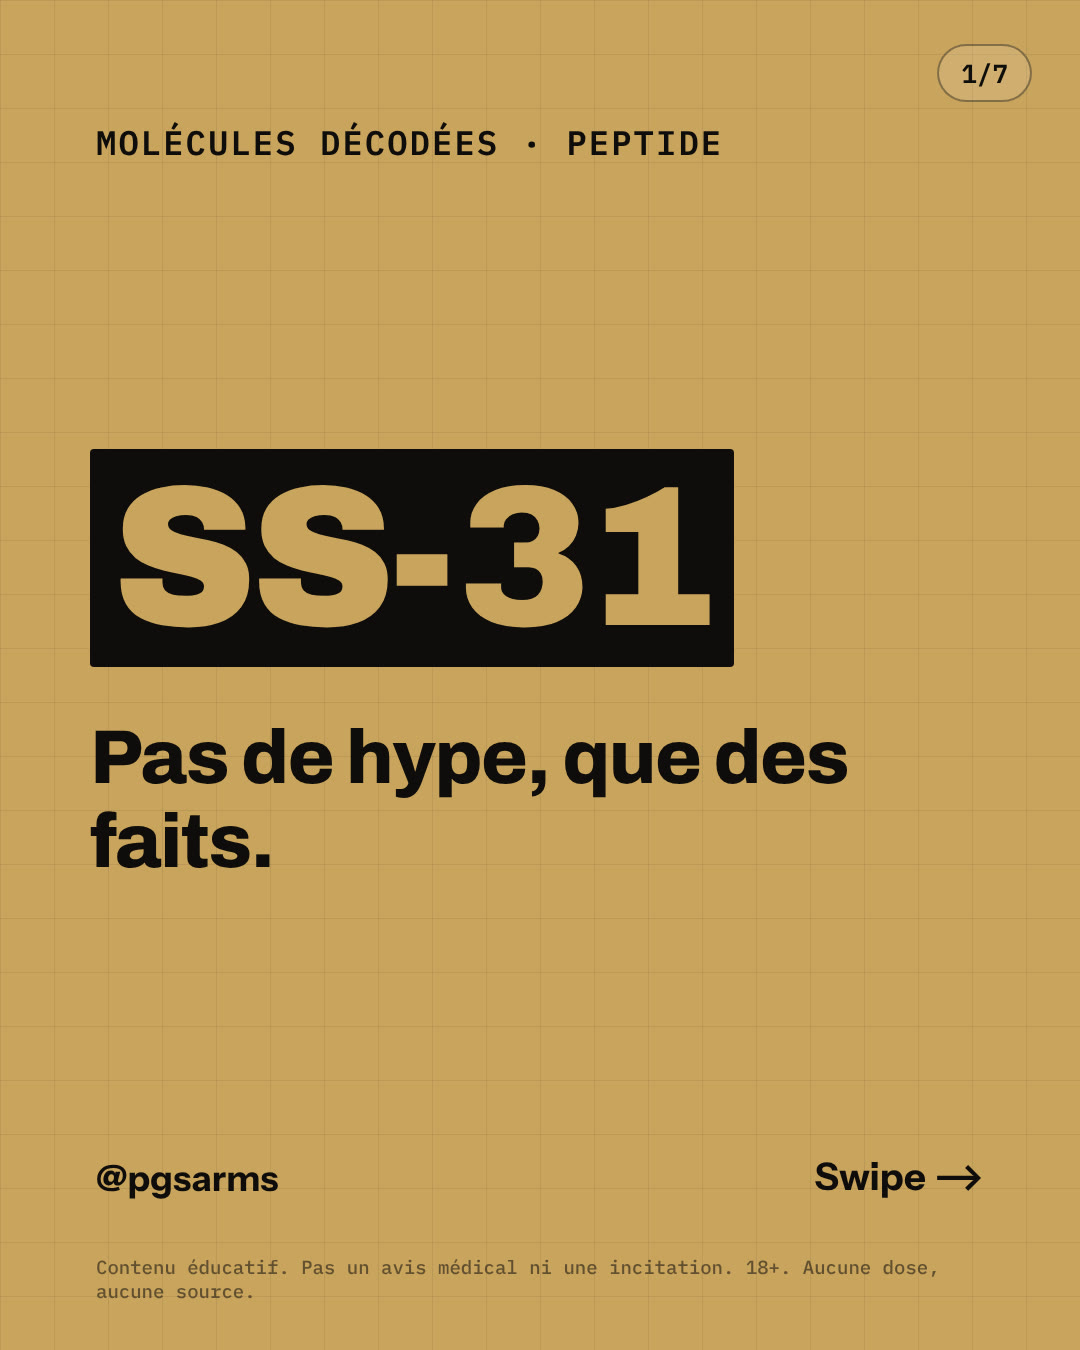 1/7
MOLÉCULES DÉCODÉES · PEPTIDE
SS-31
Pas de hype, que des
faits.
@pgsarms
Swipe →
Contenu éducatif. Pas un avis médical ni une incitation. 18+. Aucune dose,
aucune source.